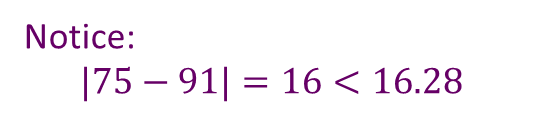 Notice:
|75 − 91| = 16 < 16.28